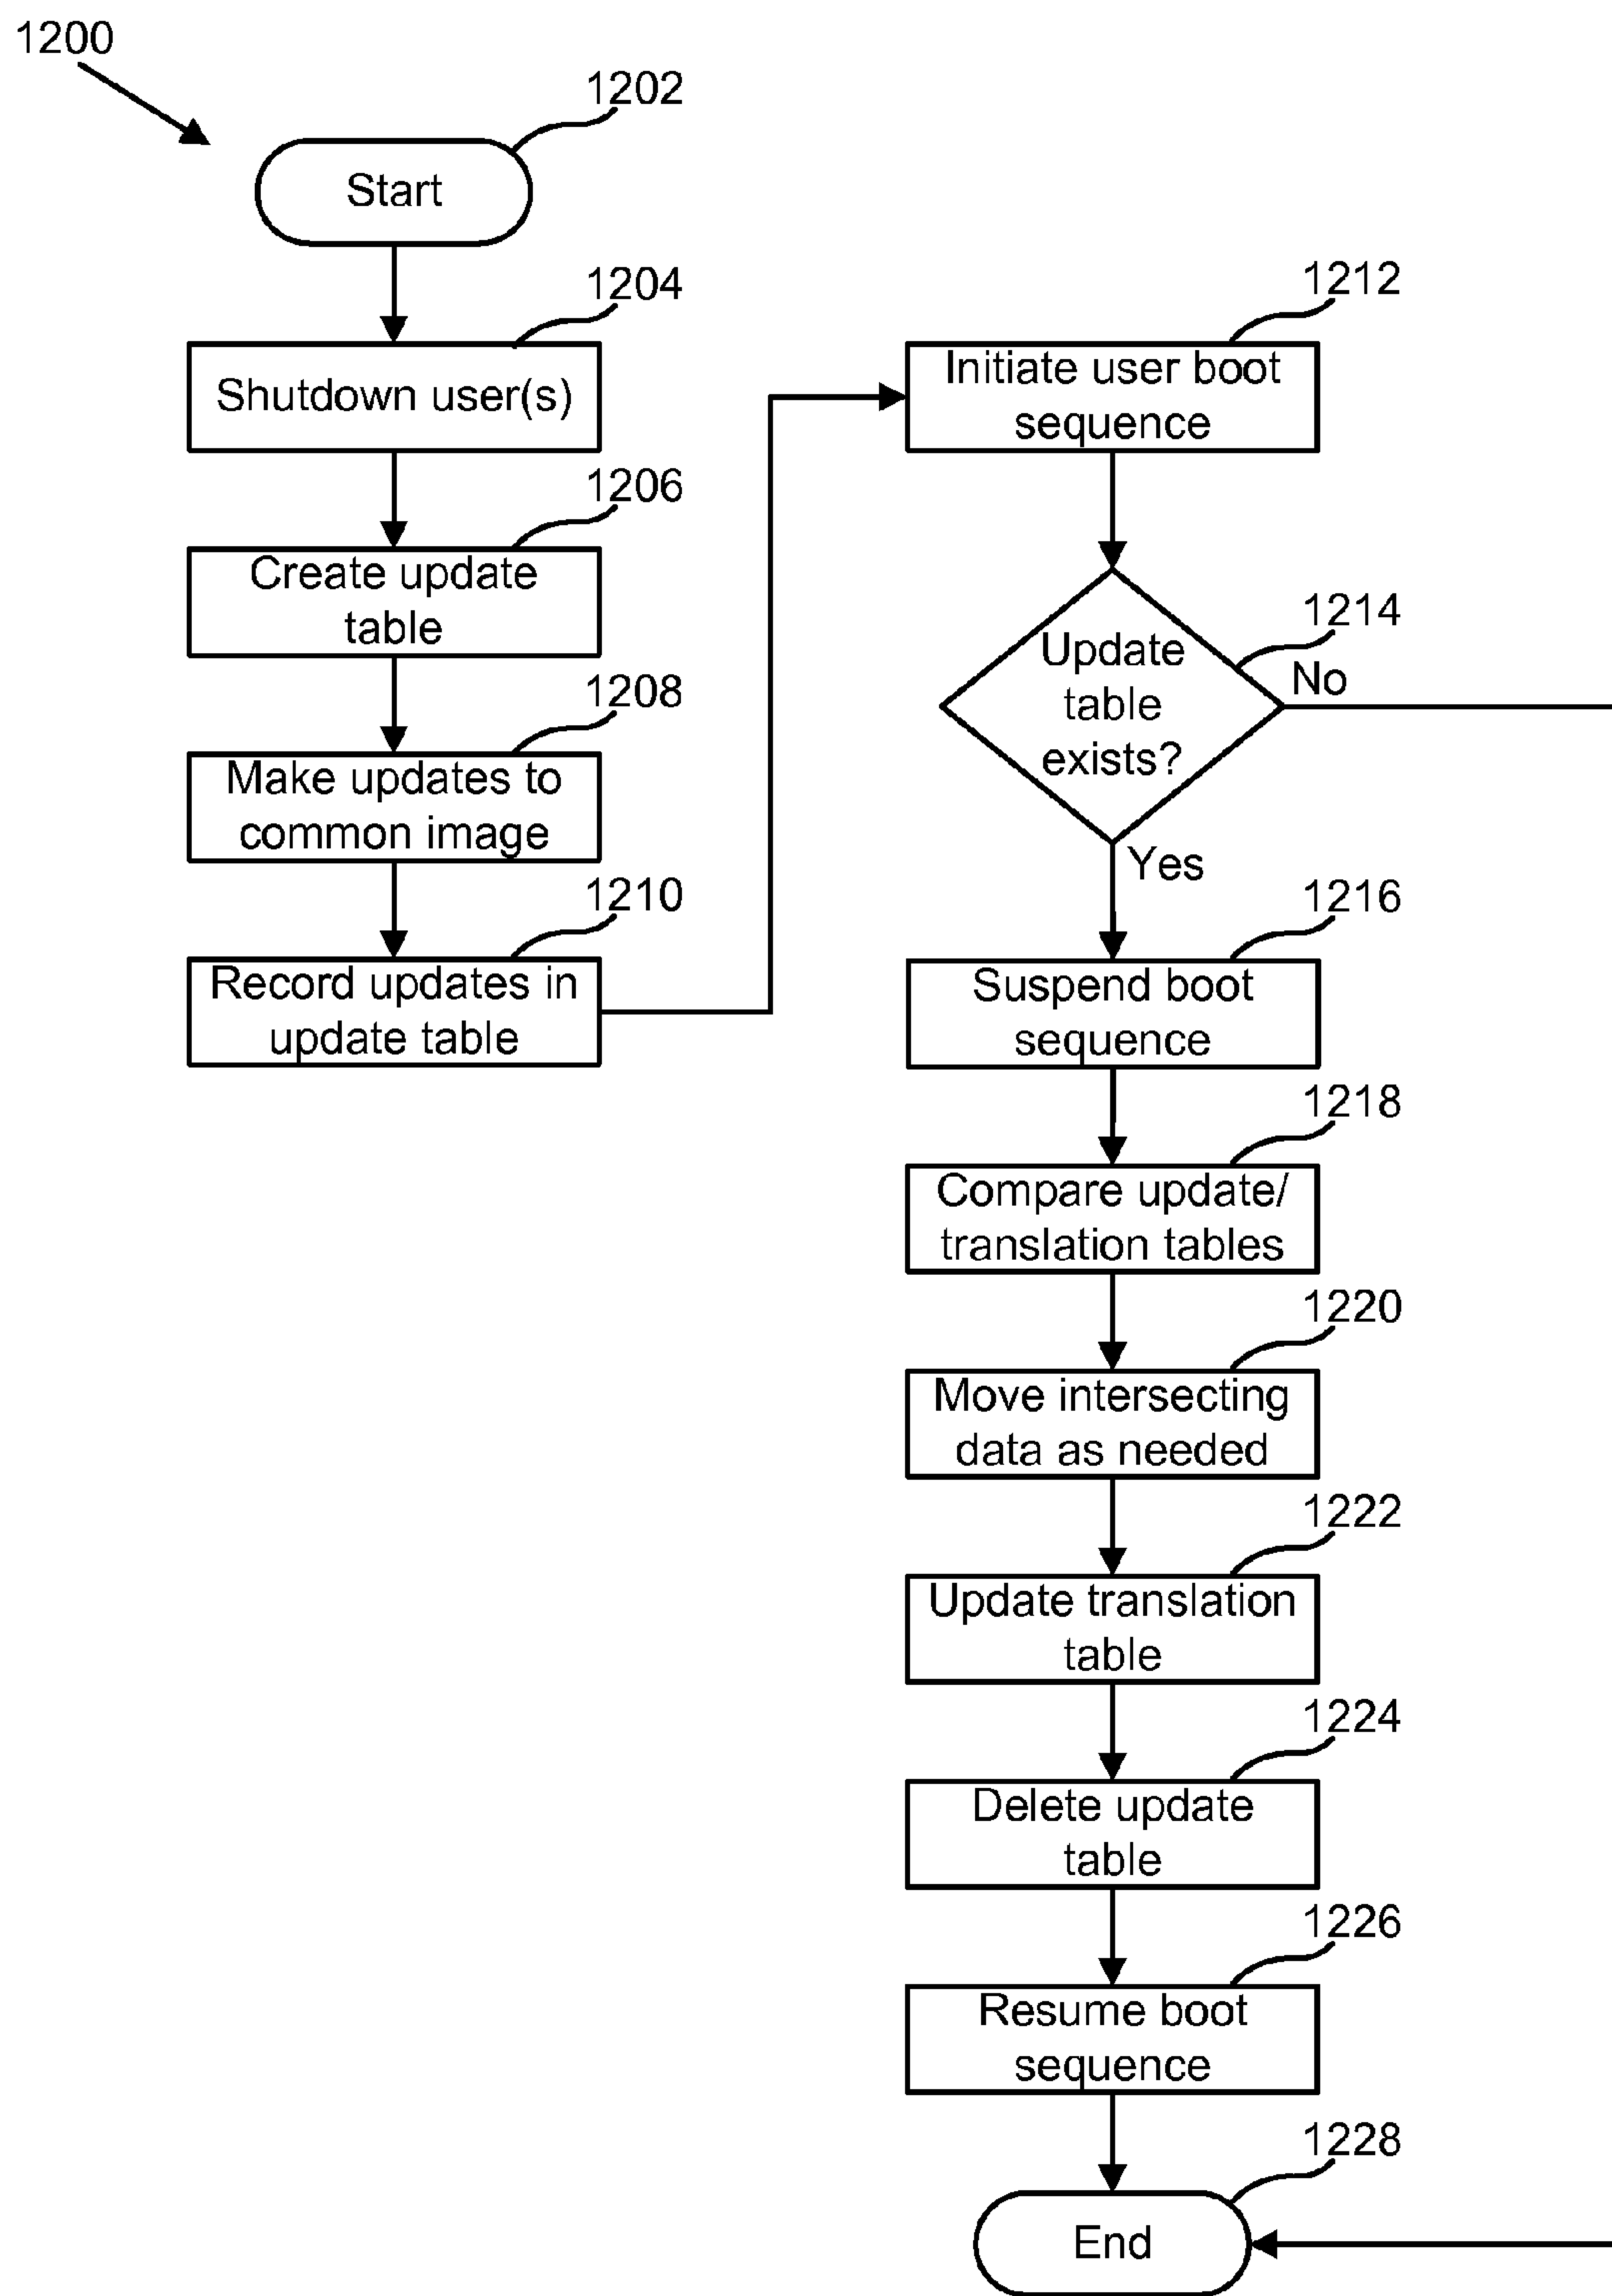 1200
1202
Start
1204
Shutdown user(s)
1206
Create update
table
1208
Make updates to
common image
1210
Record updates in
update table
1212
Initiate user boot
sequence
1214
Update
table
exists?
No
Yes
1216
Suspend boot
sequence
1218
Compare update/
translation tables
1220
Move intersecting
data as needed
1222
Update translation
table
1224
Delete update
table
1226
Resume boot
sequence
1228
End